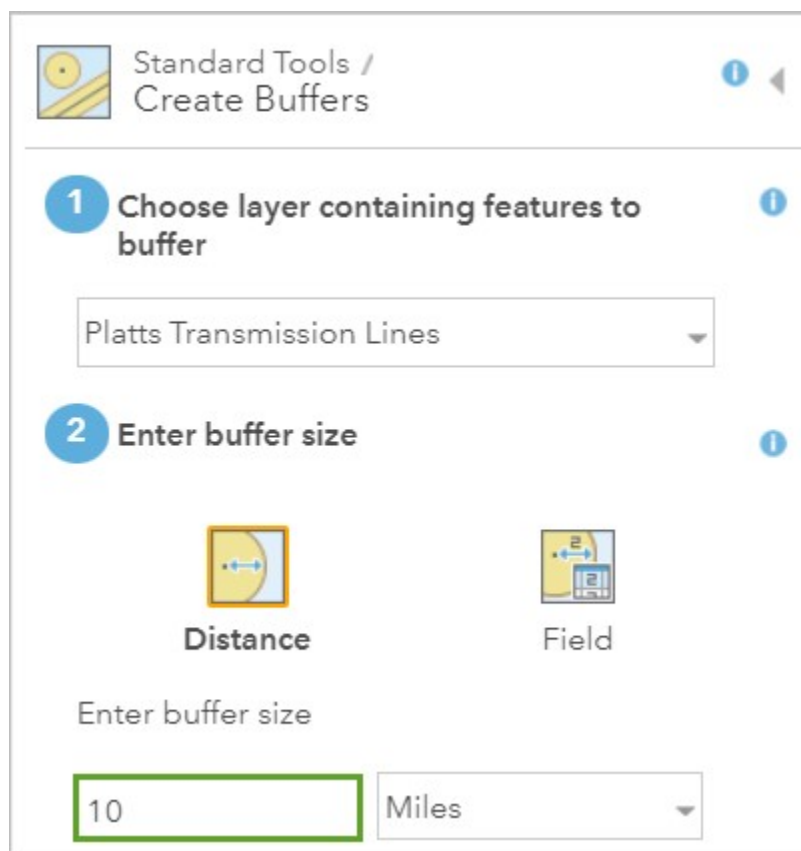 Standard Tools /
Create Buffers
1
Choose layer containing features to
buffer
Platts Transmission Lines
2
Enter buffer size
Distance
Field
Enter buffer size
10
Miles